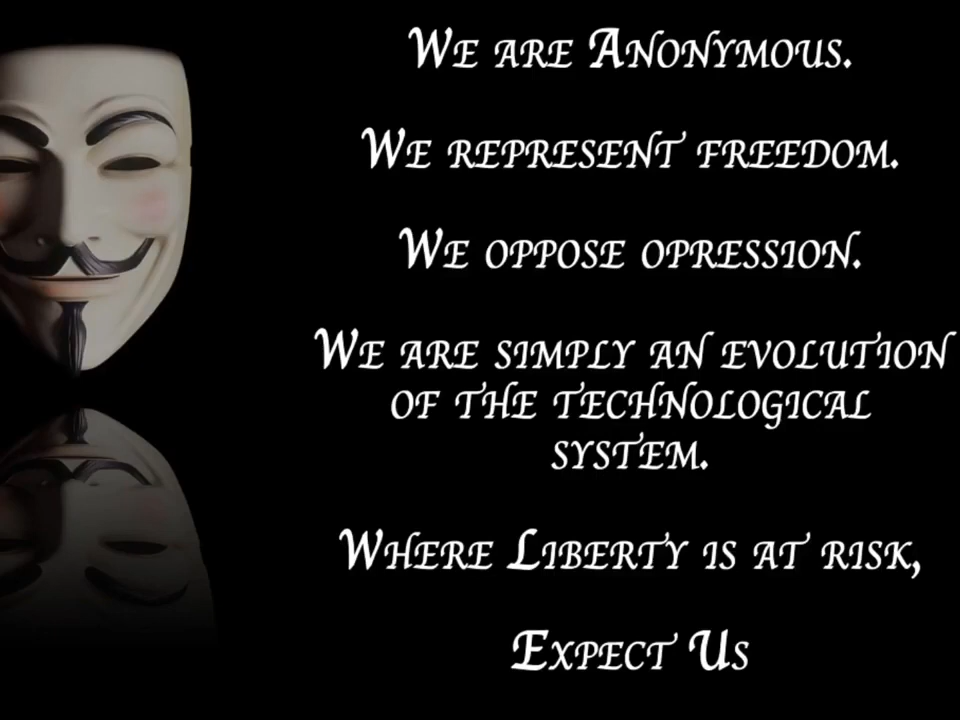 We are Anonymous.
We represent freedom.
We oppose opression.
We are simply an evolution
of the technological
system.
Where Liberty is at risk,
Expect Us